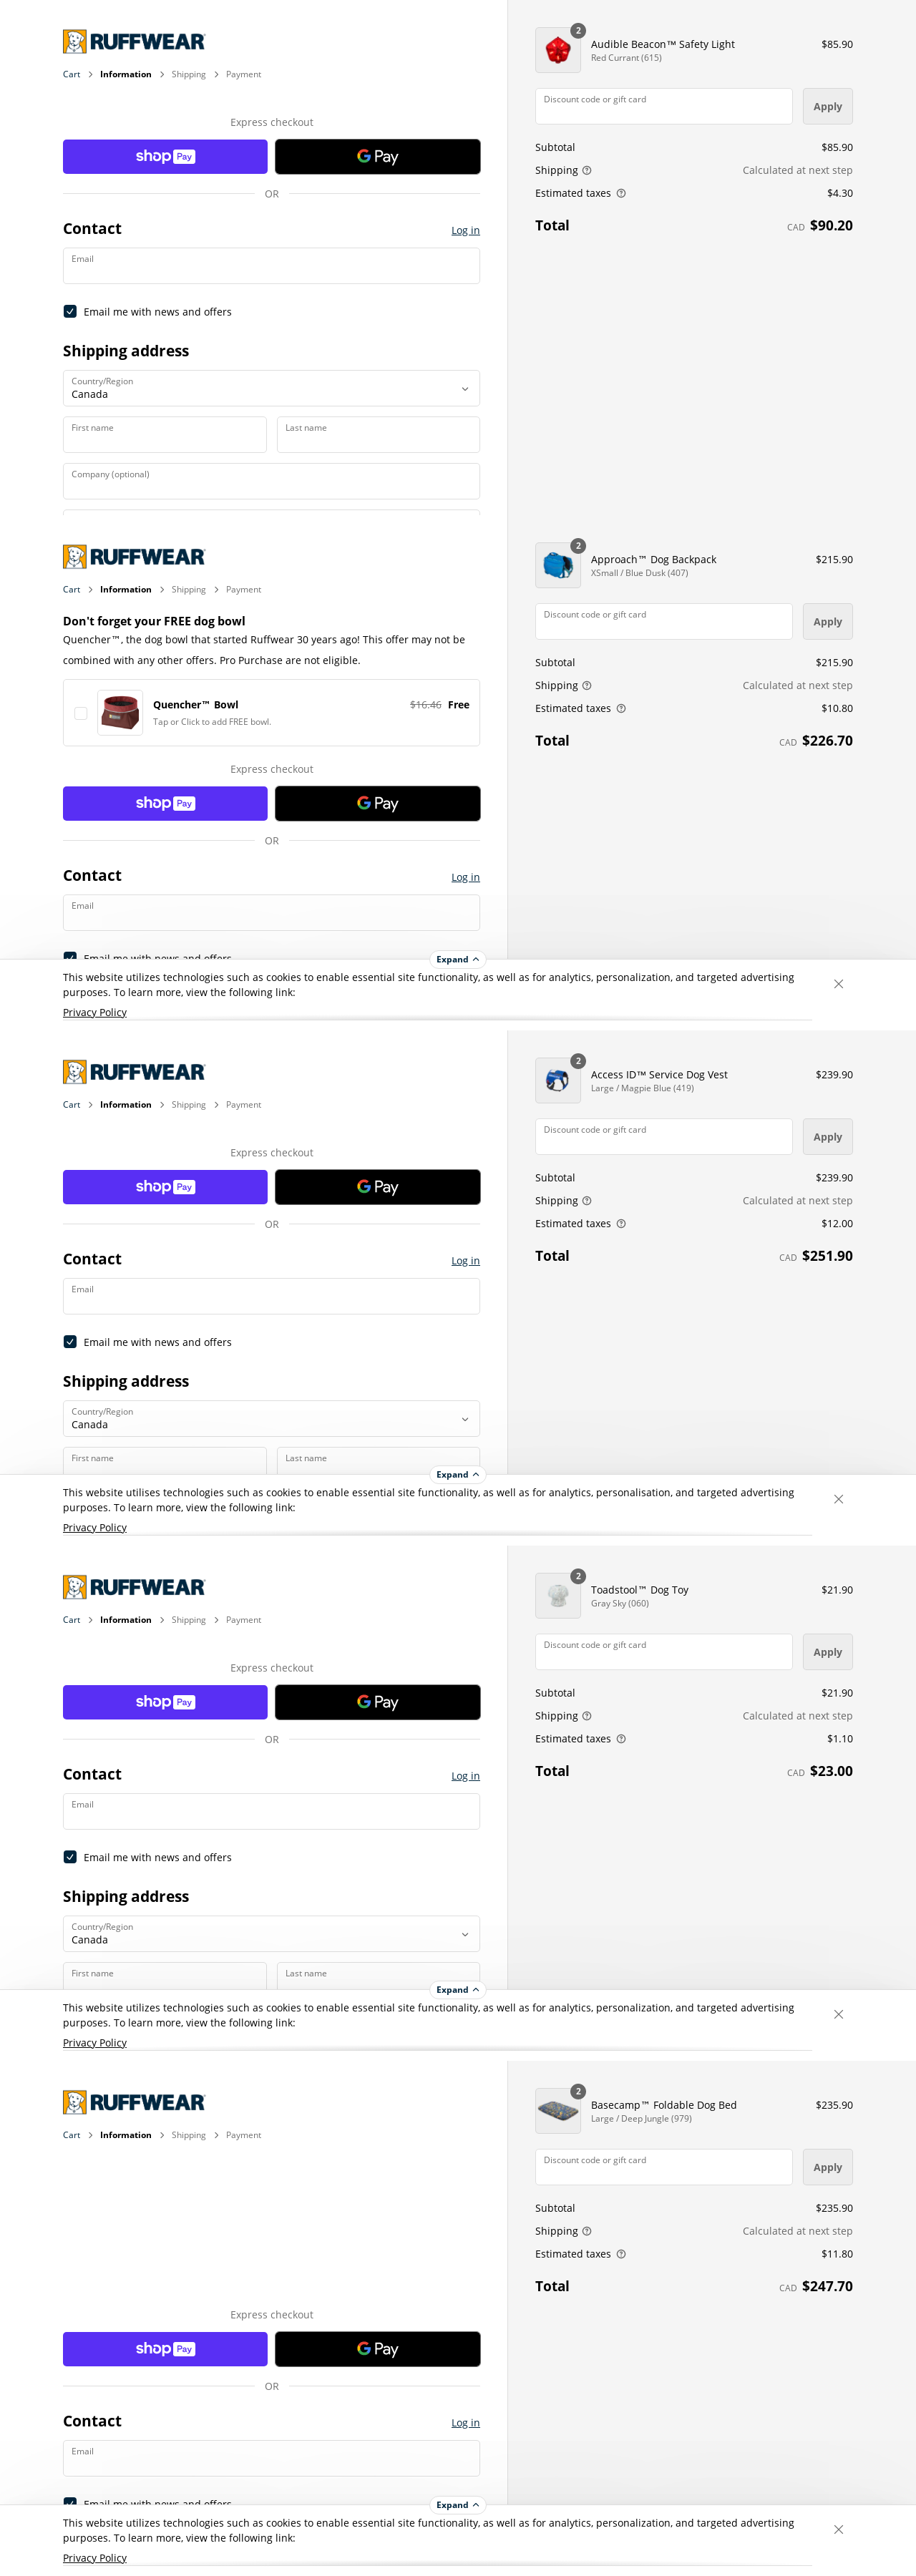 RUFFWEAR
Cart > Information > Shipping > Payment
Express checkout
shop Pay
G Pay
OR
Contact
Log in
Email
Email me with news and offers
Shipping address
Country/Region
Canada
First name
Last name
Company (optional)
2
Audible Beacon™ Safety Light
$85.90
Red Currant (615)
Discount code or gift card
Apply
Subtotal
$85.90
Shipping
Calculated at next step
Estimated taxes
$4.30
Total
CAD $90.20
RUFFWEAR
Cart > Information > Shipping > Payment
Don't forget your FREE dog bowl
Quencher™, the dog bowl that started Ruffwear 30 years ago! This offer may not be
combined with any other offers. Pro Purchase are not eligible.
Quencher™ Bowl
$16.46 Free
Tap or Click to add FREE bowl.
Express checkout
shop Pay
G Pay
OR
Contact
Log in
Email
Email me with news and offers
2
Approach™ Dog Backpack
$215.90
XSmall / Blue Dusk (407)
Discount code or gift card
Apply
Subtotal
$215.90
Shipping
Calculated at next step
Estimated taxes
$10.80
Total
CAD $226.70
Expand
This website utilizes technologies such as cookies to enable essential site functionality, as well as for analytics, personalization, and targeted advertising
purposes. To learn more, view the following link:
Privacy Policy
RUFFWEAR
Cart > Information > Shipping > Payment
Express checkout
shop Pay
G Pay
OR
Contact
Log in
Email
Email me with news and offers
Shipping address
Country/Region
Canada
First name
Last name
2
Access ID™ Service Dog Vest
$239.90
Large / Magpie Blue (419)
Discount code or gift card
Apply
Subtotal
$239.90
Shipping
Calculated at next step
Estimated taxes
$12.00
Total
CAD $251.90
Expand
This website utilises technologies such as cookies to enable essential site functionality, as well as for analytics, personalisation, and targeted advertising
purposes. To learn more, view the following link:
Privacy Policy
RUFFWEAR
Cart > Information > Shipping > Payment
Express checkout
shop Pay
G Pay
OR
Contact
Log in
Email
Email me with news and offers
Shipping address
Country/Region
Canada
First name
Last name
2
Toadstool™ Dog Toy
$21.90
Gray Sky (060)
Discount code or gift card
Apply
Subtotal
$21.90
Shipping
Calculated at next step
Estimated taxes
$1.10
Total
CAD $23.00
Expand
This website utilizes technologies such as cookies to enable essential site functionality, as well as for analytics, personalization, and targeted advertising
purposes. To learn more, view the following link:
Privacy Policy
RUFFWEAR
Cart > Information > Shipping > Payment
Express checkout
shop Pay
G Pay
OR
Contact
Log in
Email
Email me with news and offers
2
Basecamp™ Foldable Dog Bed
$235.90
Large / Deep Jungle (979)
Discount code or gift card
Apply
Subtotal
$235.90
Shipping
Calculated at next step
Estimated taxes
$11.80
Total
CAD $247.70
Expand
This website utilizes technologies such as cookies to enable essential site functionality, as well as for analytics, personalization, and targeted advertising
purposes. To learn more, view the following link:
Privacy Policy